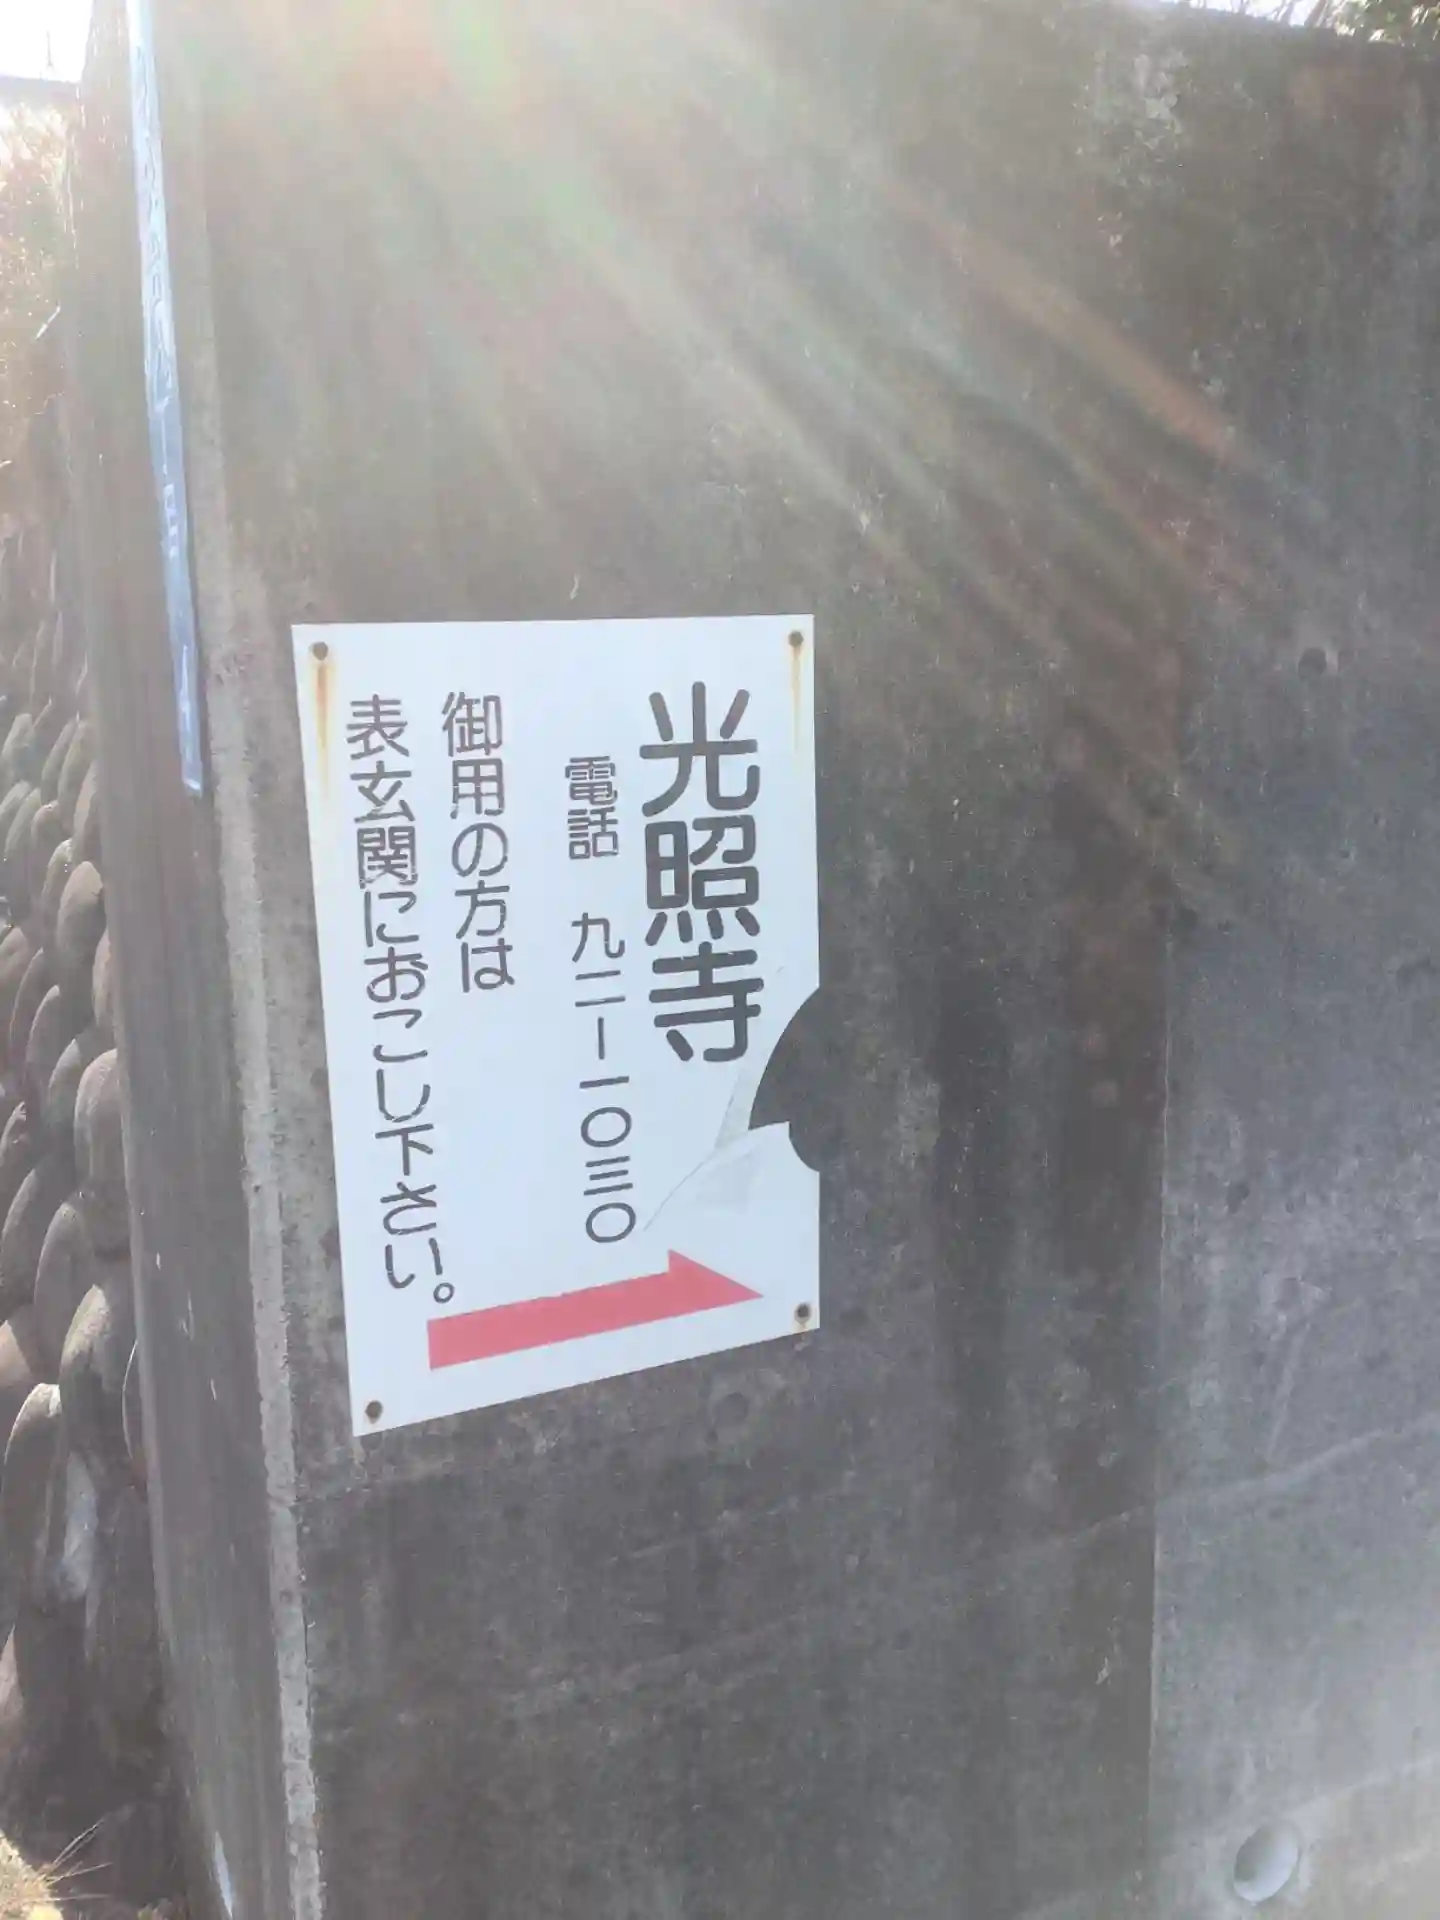 光照寺
電話 九二ー一〇三〇
御用の方は
表玄関におこし下さい。